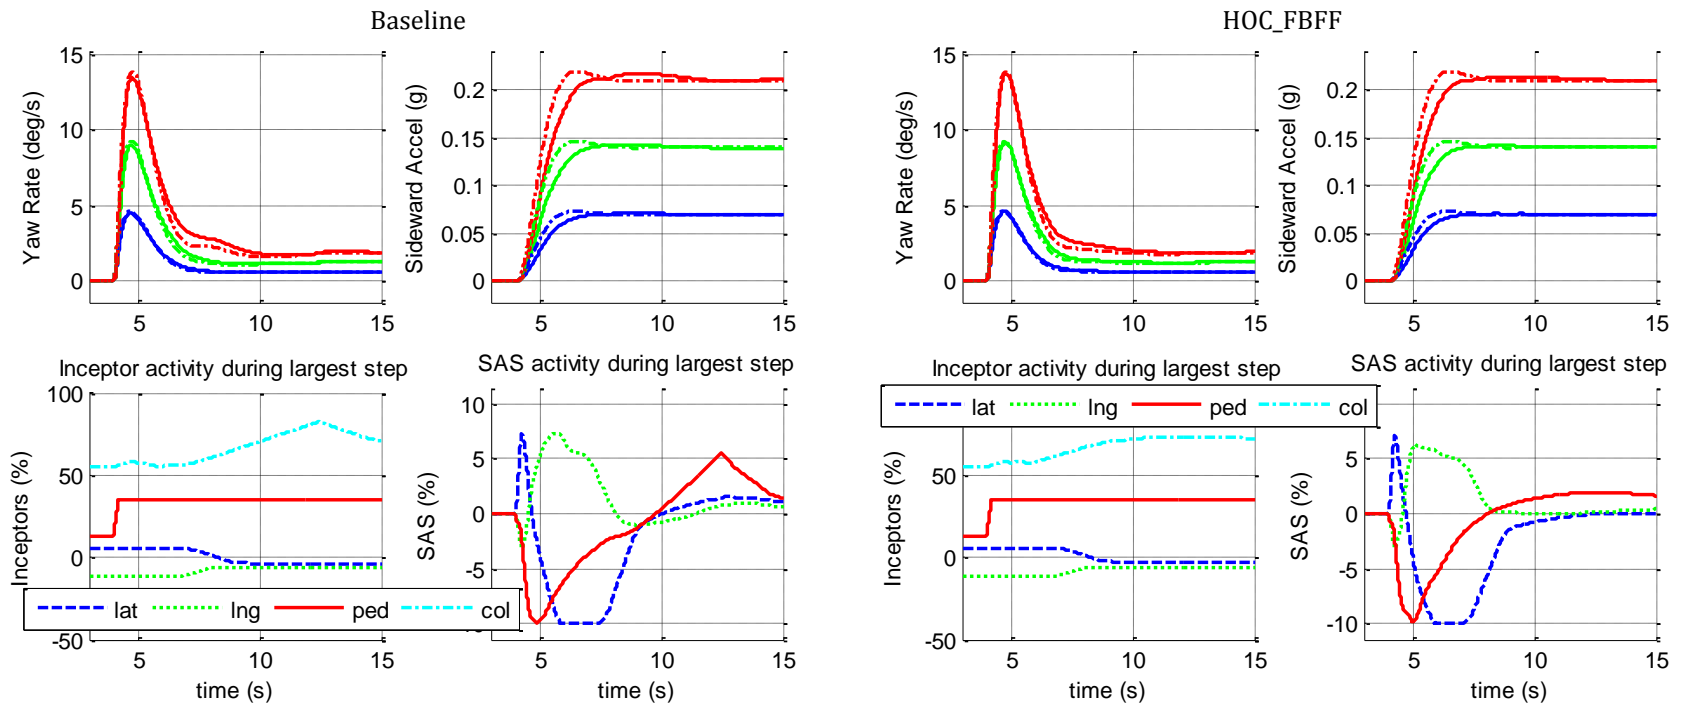 Baseline
HOC_FBFF
15
10
5
0
Yaw Rate (deg/s)
5
10
15
0.2
0.15
0.1
0.05
0
Sideward Accel (g)
5
10
15
15
10
5
0
Yaw Rate (deg/s)
5
10
15
0.2
0.15
0.1
0.05
0
Sideward Accel (g)
5
10
15
Inceptor activity during largest step
100
50
0
-50
Inceptors (%)
lat lng ped col
5
10
15
time (s)
SAS activity during largest step
10
5
0
-5
SAS (%)
5
10
15
time (s)
Inceptor activity during largest step
lat lng ped col
50
0
-50
Inceptors (%)
5
10
15
time (s)
SAS activity during largest step
5
0
-5
-10
SAS (%)
5
10
15
time (s)